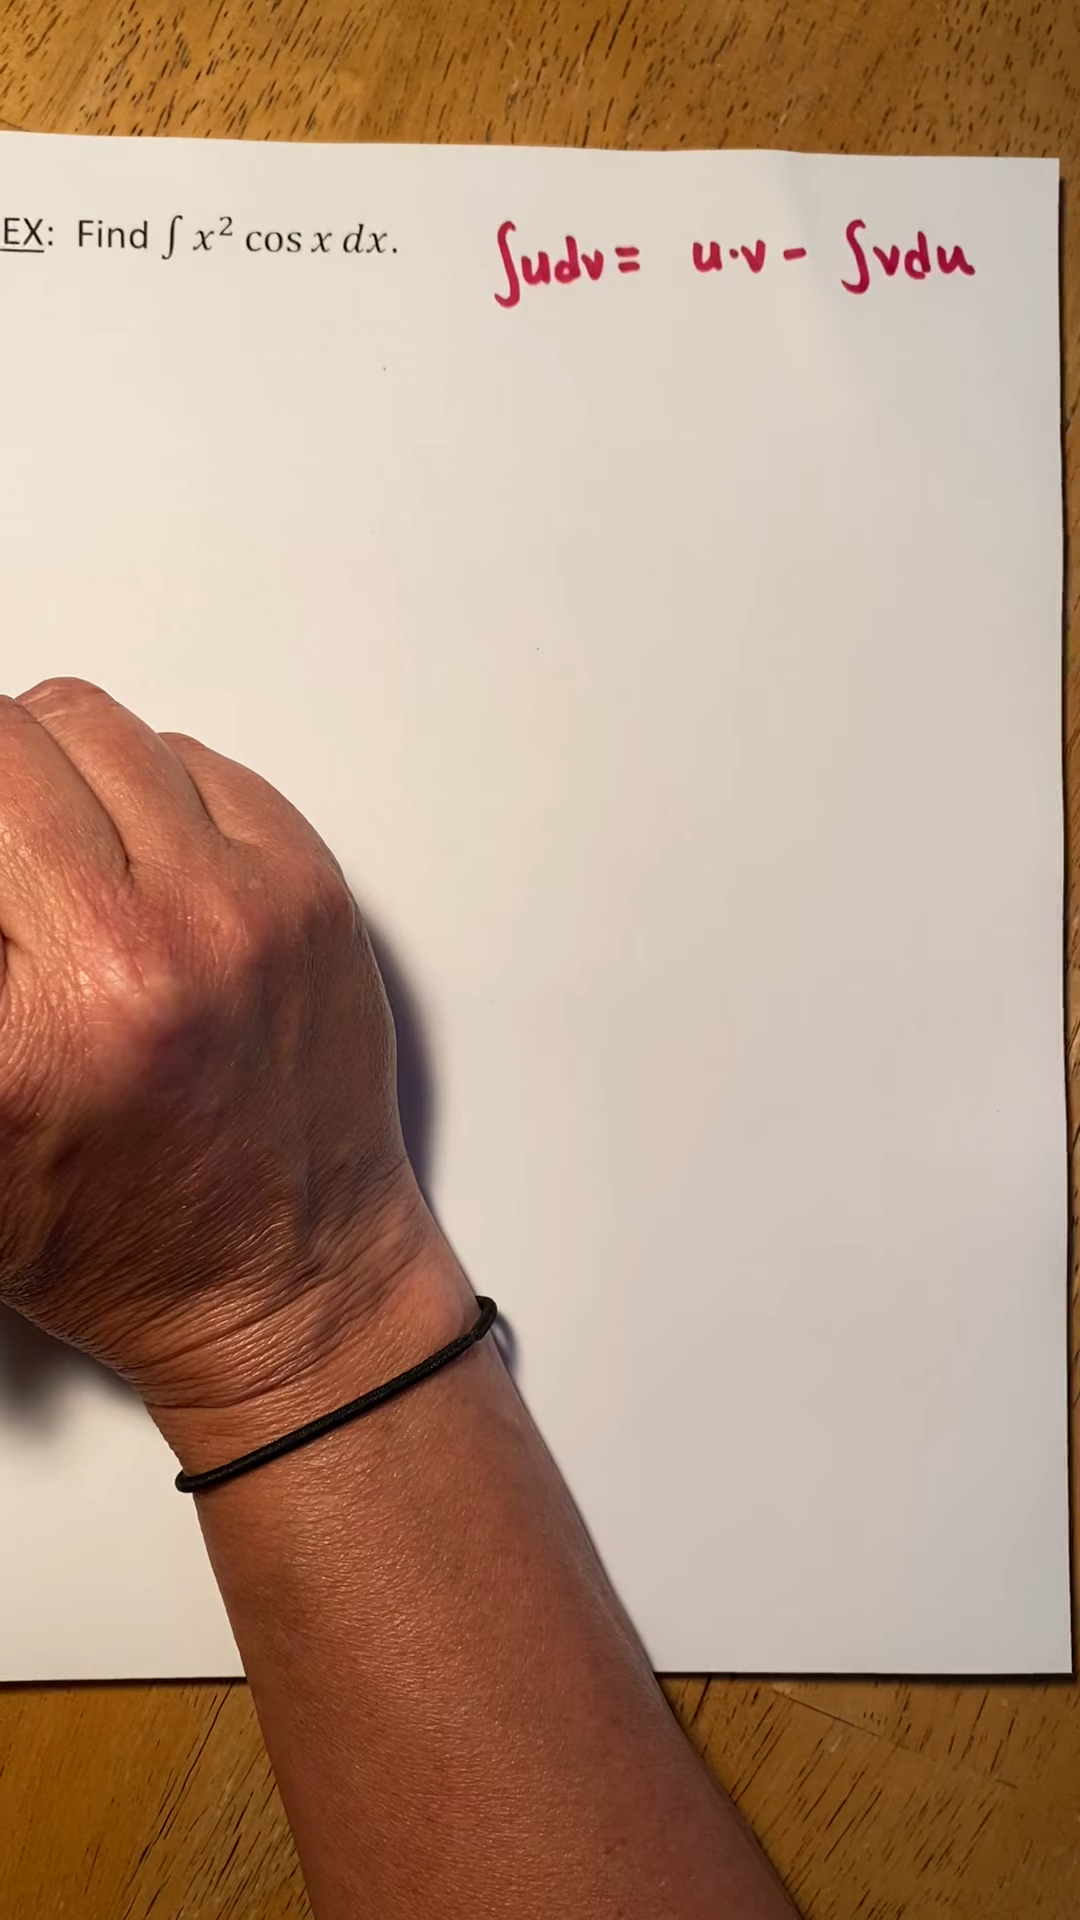 EX: Find ∫ x² cos x dx. ∫udv = u·v - ∫vdu